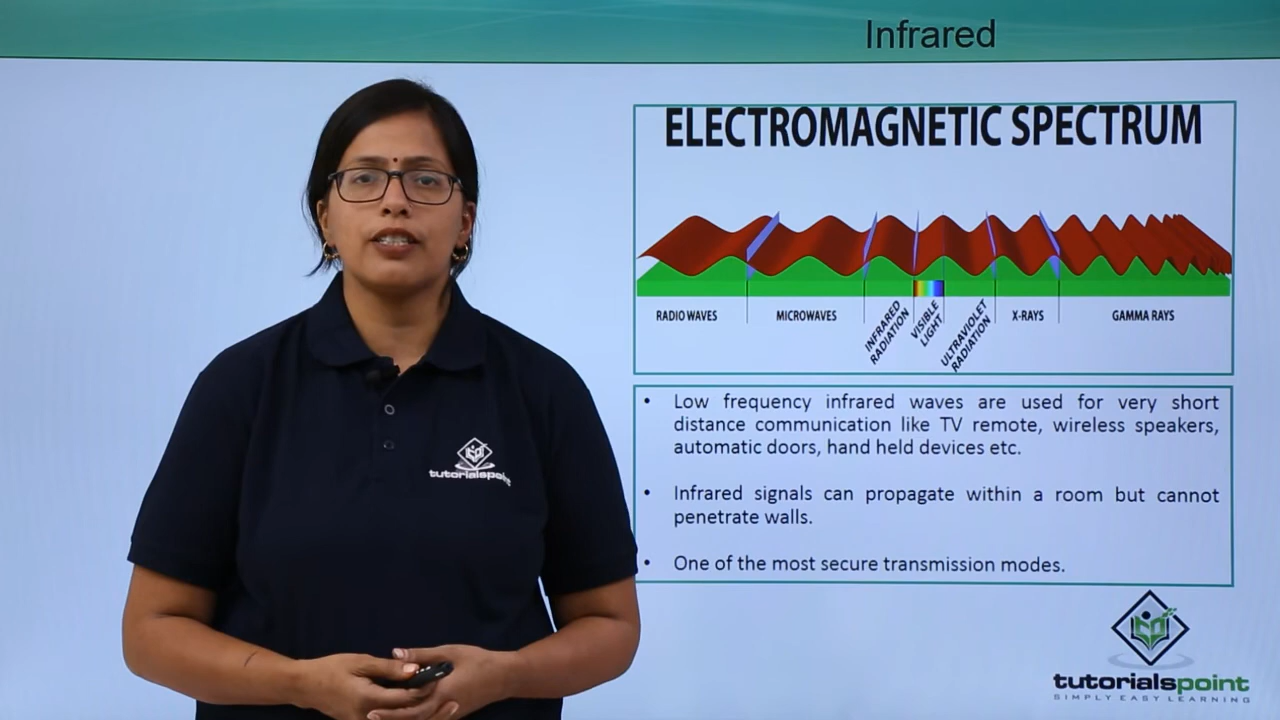 Infrared
ELECTROMAGNETIC SPECTRUM
RADIO WAVES
MICROWAVES
INFRARED
RADIATION
VISIBLE
LIGHT
ULTRAVIOLET
RADIATION
X-RAYS
GAMMA RAYS
• Low frequency infrared waves are used for very short
distance communication like TV remote, wireless speakers,
automatic doors, hand held devices etc.
• Infrared signals can propagate within a room but cannot
penetrate walls.
• One of the most secure transmission modes.
tutorialspoint
tutorialspoint
SIMPLY EASY LEARNING